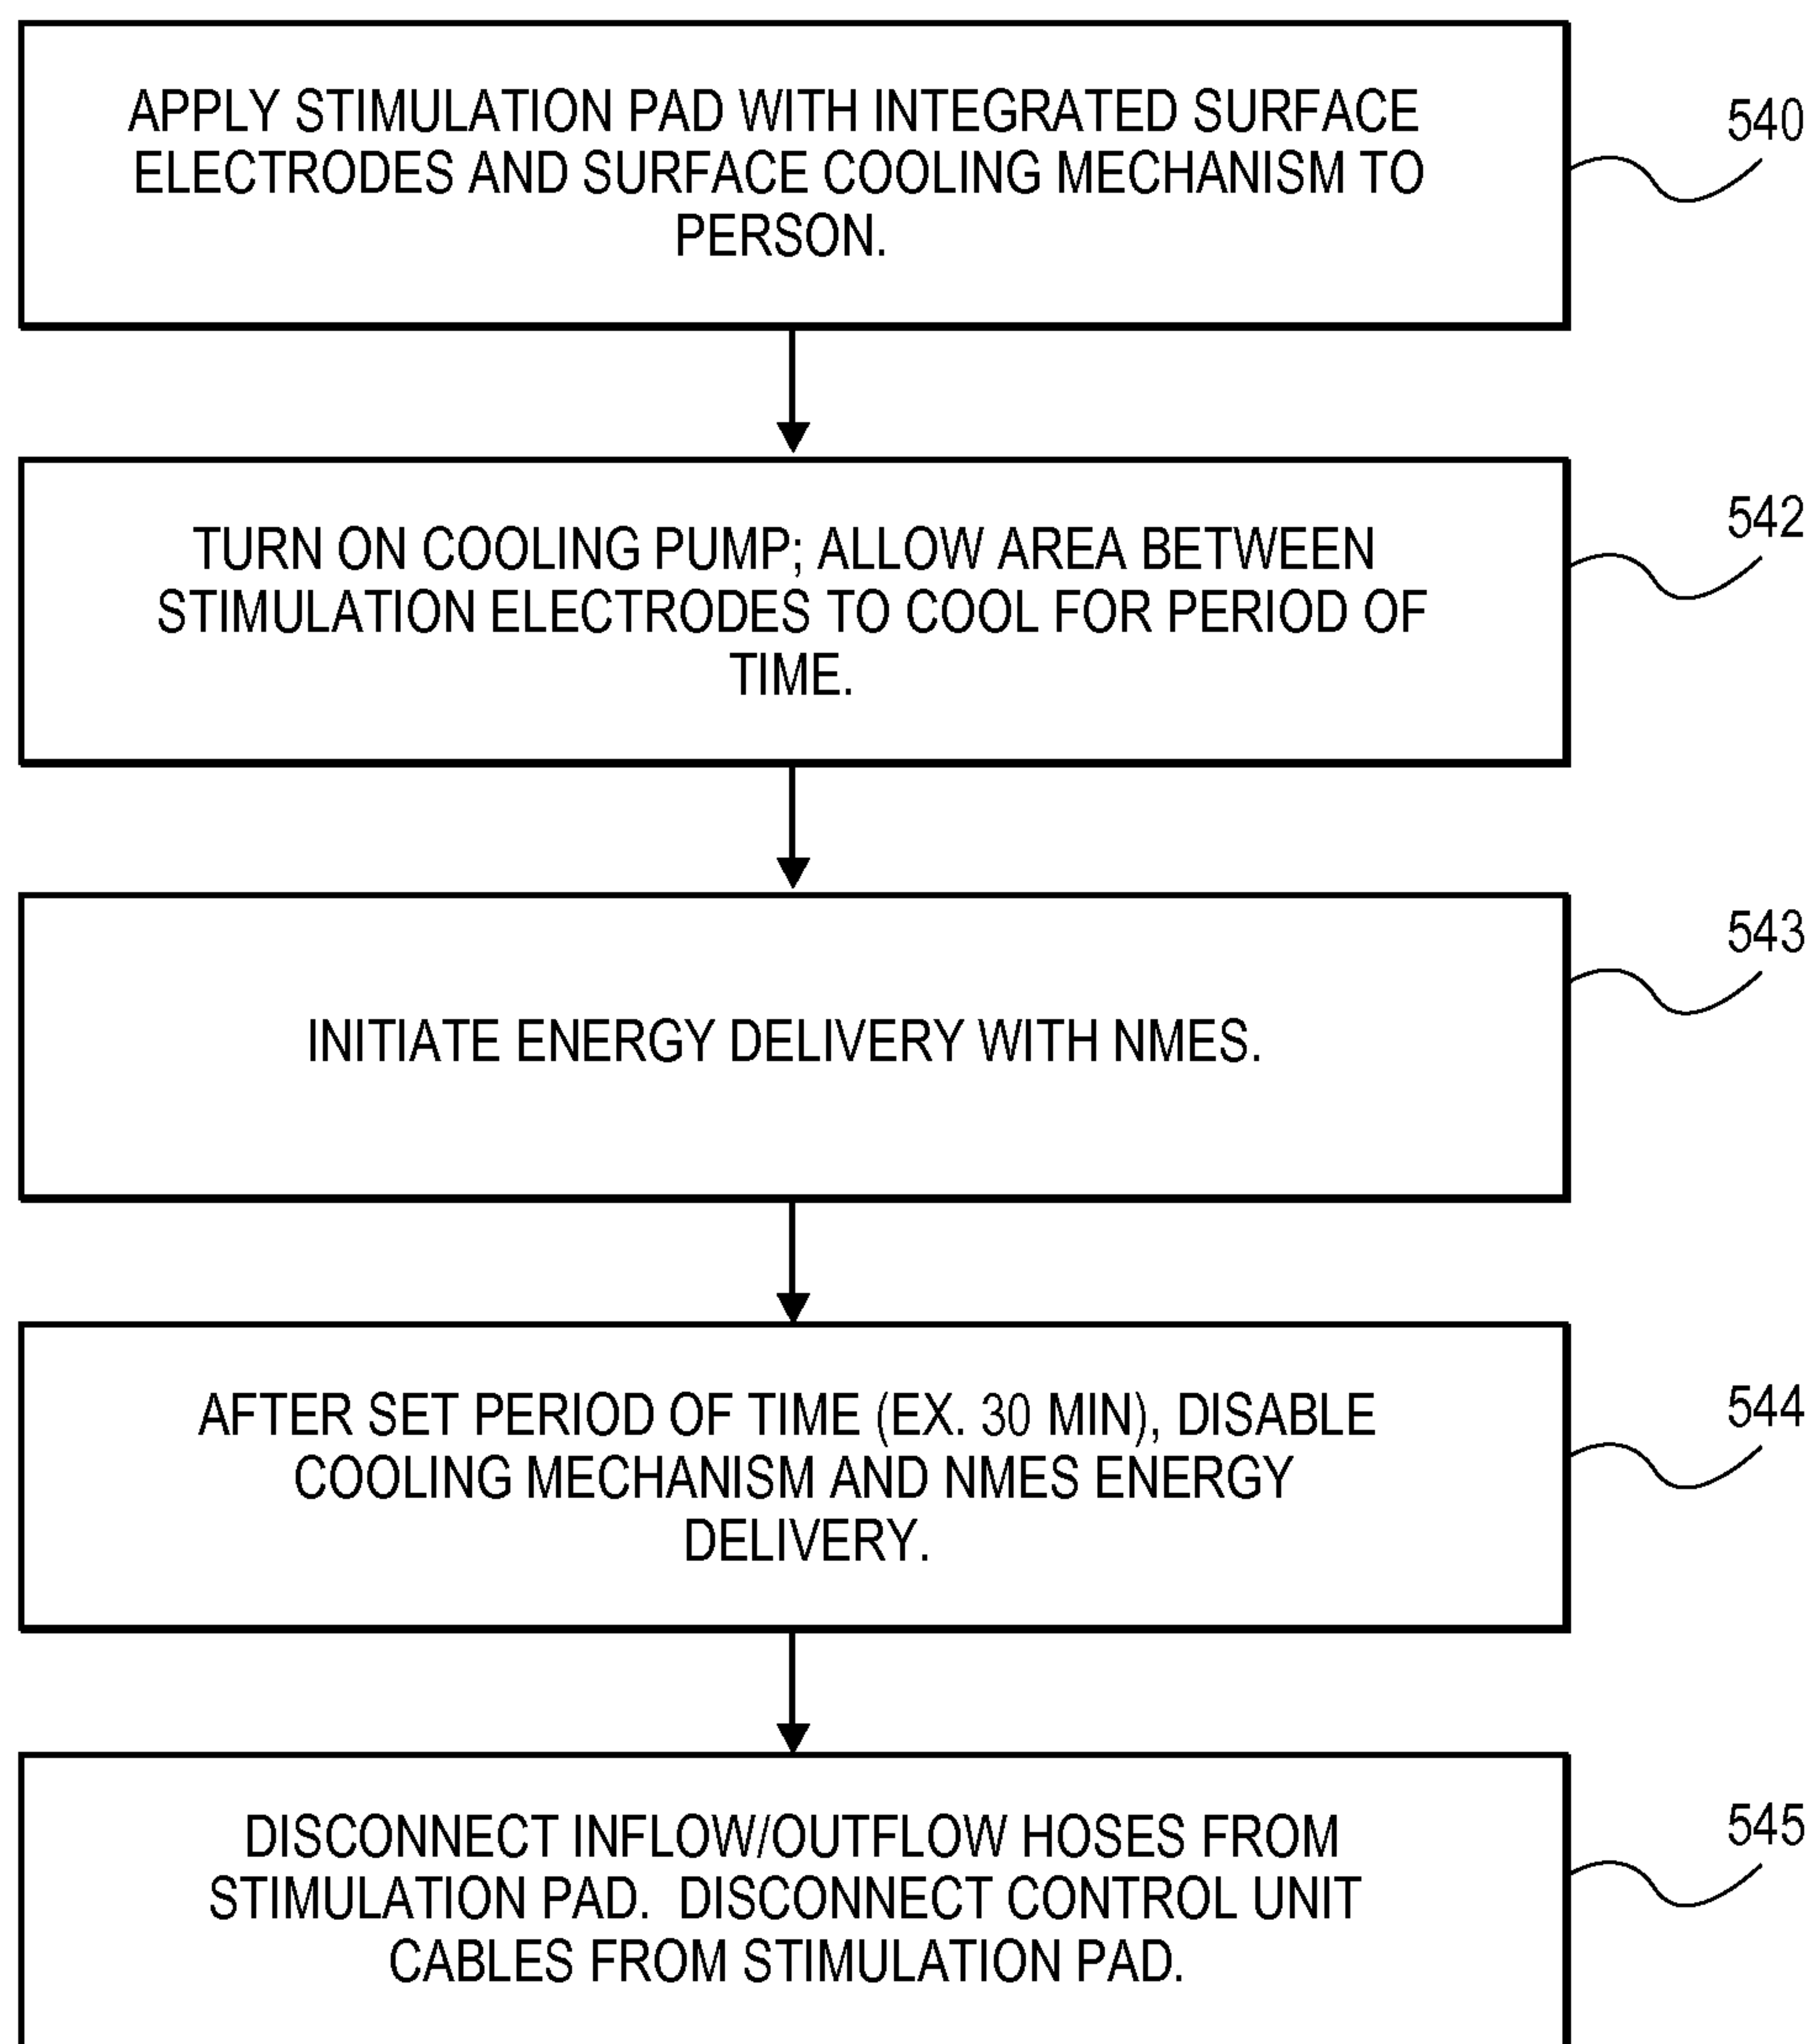 APPLY STIMULATION PAD WITH INTEGRATED SURFACE
ELECTRODES AND SURFACE COOLING MECHANISM TO
PERSON.
540
TURN ON COOLING PUMP; ALLOW AREA BETWEEN
STIMULATION ELECTRODES TO COOL FOR PERIOD OF
TIME.
542
INITIATE ENERGY DELIVERY WITH NMES.
543
AFTER SET PERIOD OF TIME (EX. 30 MIN), DISABLE
COOLING MECHANISM AND NMES ENERGY
DELIVERY.
544
DISCONNECT INFLOW/OUTFLOW HOSES FROM
STIMULATION PAD. DISCONNECT CONTROL UNIT
CABLES FROM STIMULATION PAD.
545